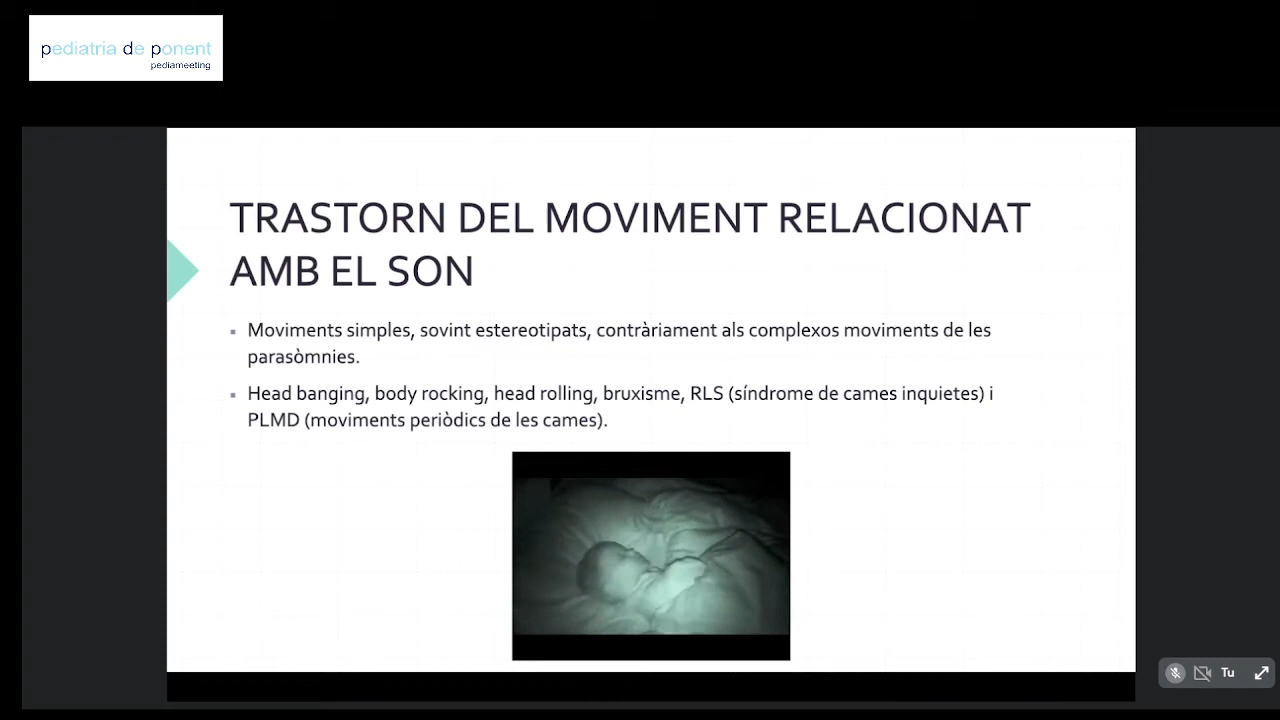 pediatria de ponent
pediameeting
TRASTORN DEL MOVIMENT RELACIONAT
AMB EL SON
▪ Moviments simples, sovint estereotipats, contràriament als complexos moviments de les
parasòmnies.
▪ Head banging, body rocking, head rolling, bruxisme, RLS (síndrome de cames inquietes) i
PLMD (moviments periòdics de les cames).
Tu